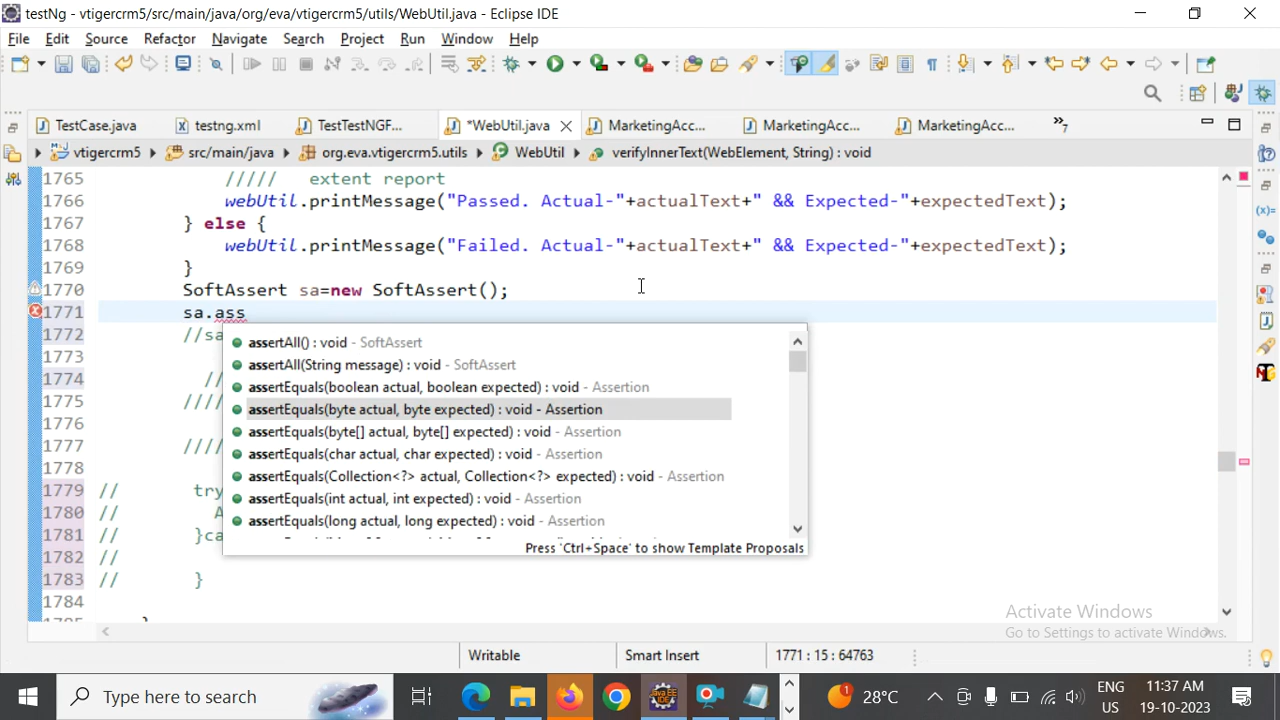 testNg - vtigercrm5/src/main/java/org/eva/vtigercrm5/utils/WebUtil.java - Eclipse IDE
File Edit Source Refactor Navigate Search Project Run Window Help
TestCase.java testng.xml TestTestNGF... *WebUtil.java MarketingAcc... MarketingAcc... MarketingAcc... »7
vtigercrm5 src/main/java org.eva.vtigercrm5.utils WebUtil verifyInnerText(WebElement, String) : void
1765 ///// extent report
1766 webUtil.printMessage("Passed. Actual-"+actualText+" && Expected-"+expectedText);
1767 } else {
1768 webUtil.printMessage("Failed. Actual-"+actualText+" && Expected-"+expectedText);
1769 }
1770 SoftAssert sa=new SoftAssert();
1771 sa.ass
1772 //sa
assertAll() : void - SoftAssert
1773
assertAll(String message) : void - SoftAssert
1774 //
assertEquals(boolean actual, boolean expected) : void - Assertion
1775 ////
assertEquals(byte actual, byte expected) : void - Assertion
1776
assertEquals(byte[] actual, byte[] expected) : void - Assertion
1777 ////
assertEquals(char actual, char expected) : void - Assertion
1778
assertEquals(Collection<?> actual, Collection<?> expected) : void - Assertion
1779 // try
assertEquals(int actual, int expected) : void - Assertion
1780 // A
assertEquals(long actual, long expected) : void - Assertion
1781 // }ca
Press 'Ctrl+Space' to show Template Proposals
1782 //
1783 // }
1784
Activate Windows
Go to Settings to activate Windows.
Writable Smart Insert 1771 : 15 : 64763
Type here to search 1 28°C ENG US 11:37 AM 19-10-2023